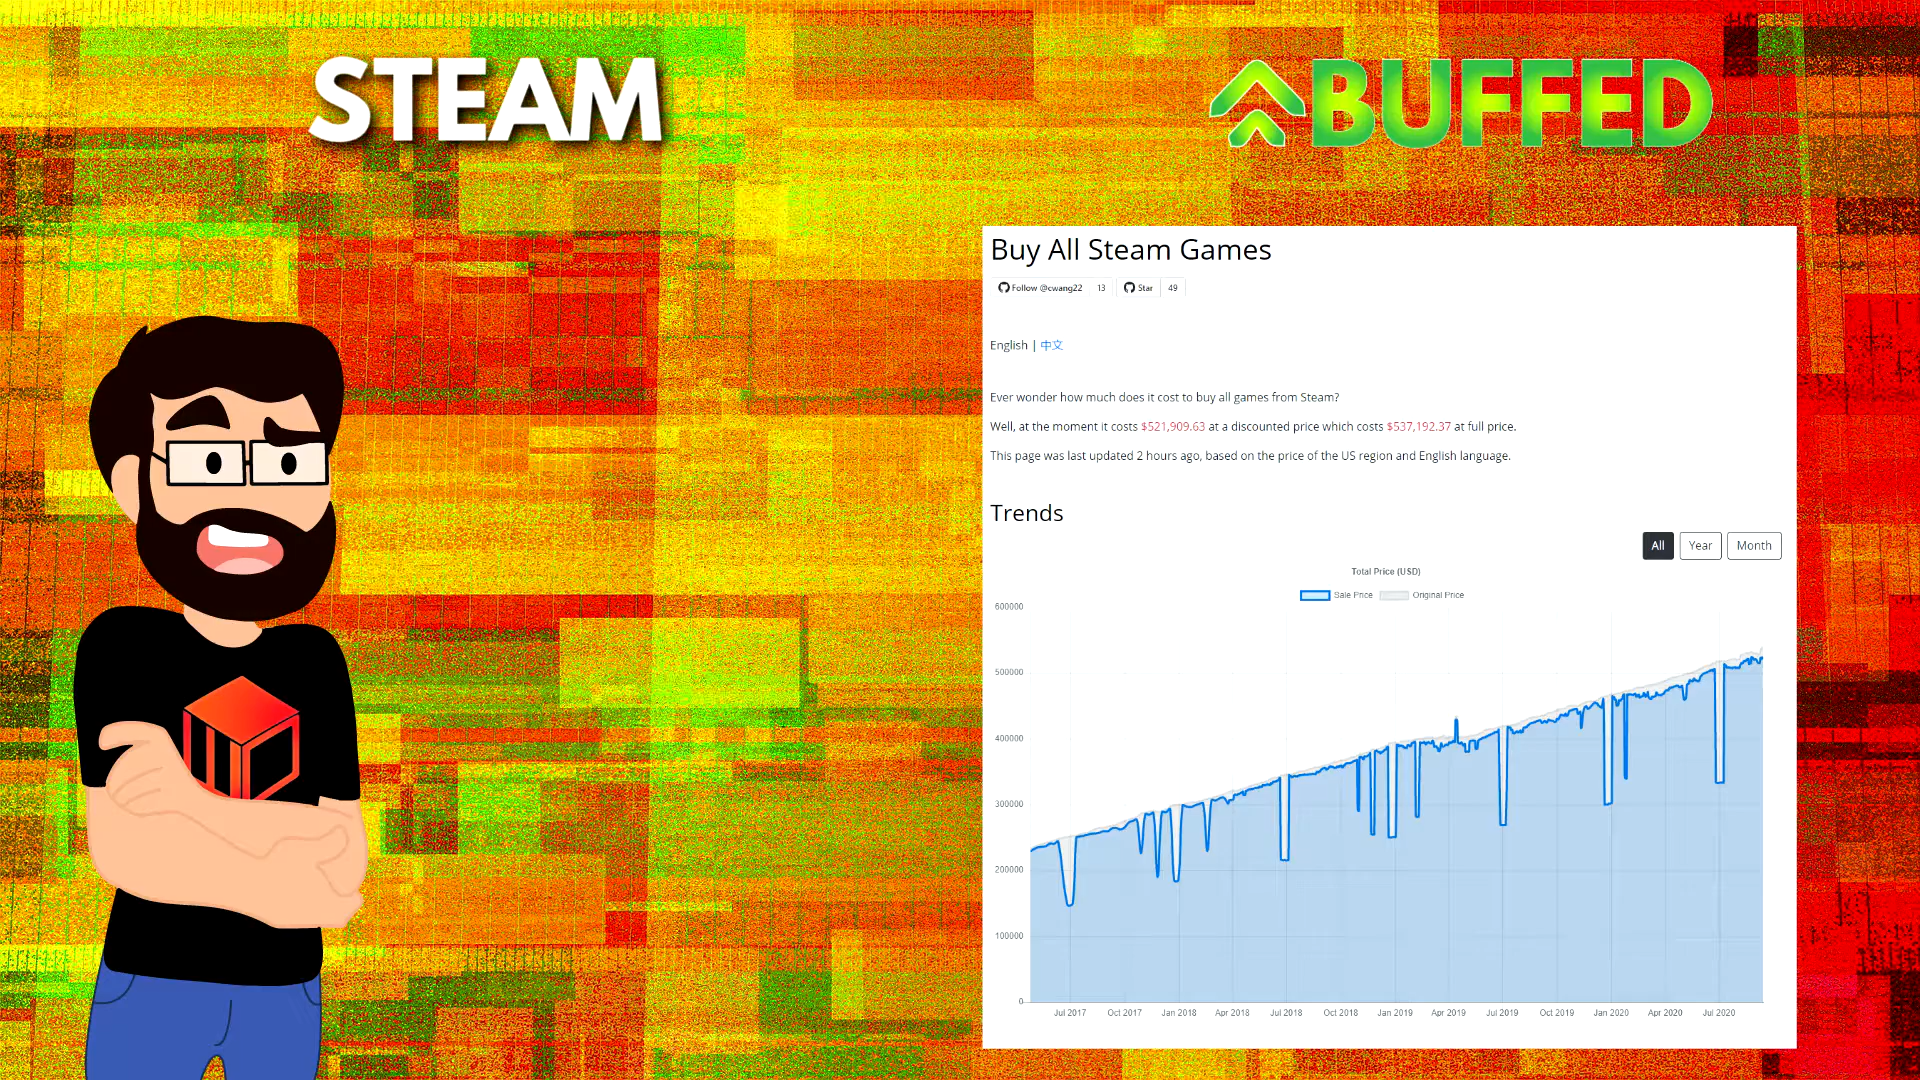 STEAM
BUFFED
Buy All Steam Games
Follow @cwang22 13 Star 49
English | 中文
Ever wonder how much does it cost to buy all games from Steam?
Well, at the moment it costs $521,909.63 at a discounted price which costs $537,192.37 at full price.
This page was last updated 2 hours ago, based on the price of the US region and English language.
Trends
All Year Month
Total Price (USD)
Sale Price Original Price
600000
500000
400000
300000
200000
100000
0
Jul 2017 Oct 2017 Jan 2018 Apr 2018 Jul 2018 Oct 2018 Jan 2019 Apr 2019 Jul 2019 Oct 2019 Jan 2020 Apr 2020 Jul 2020